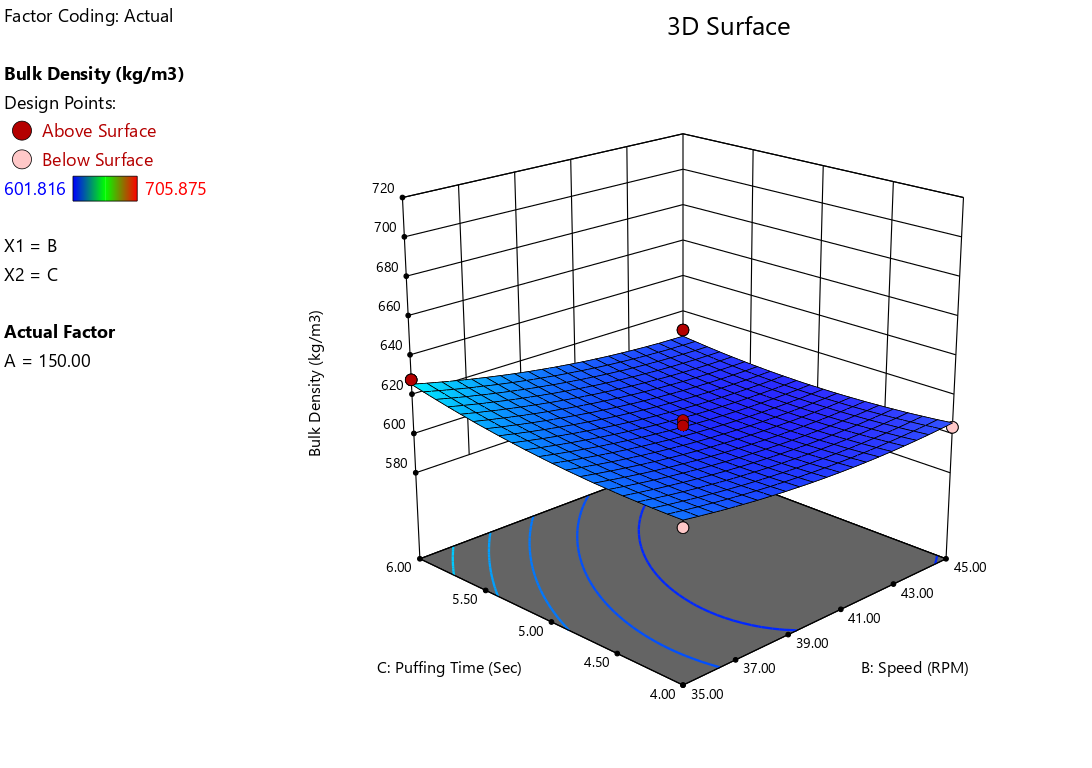 Factor Coding: Actual
3D Surface
Bulk Density (kg/m3)
Design Points:
Above Surface
Below Surface
601.816 705.875
X1 = B
X2 = C
Actual Factor
A = 150.00
720
700
680
660
640
620
600
580
Bulk Density (kg/m3)
6.00
5.50
5.00
4.50
4.00
C: Puffing Time (Sec)
35.00
37.00
39.00
41.00
43.00
45.00
B: Speed (RPM)